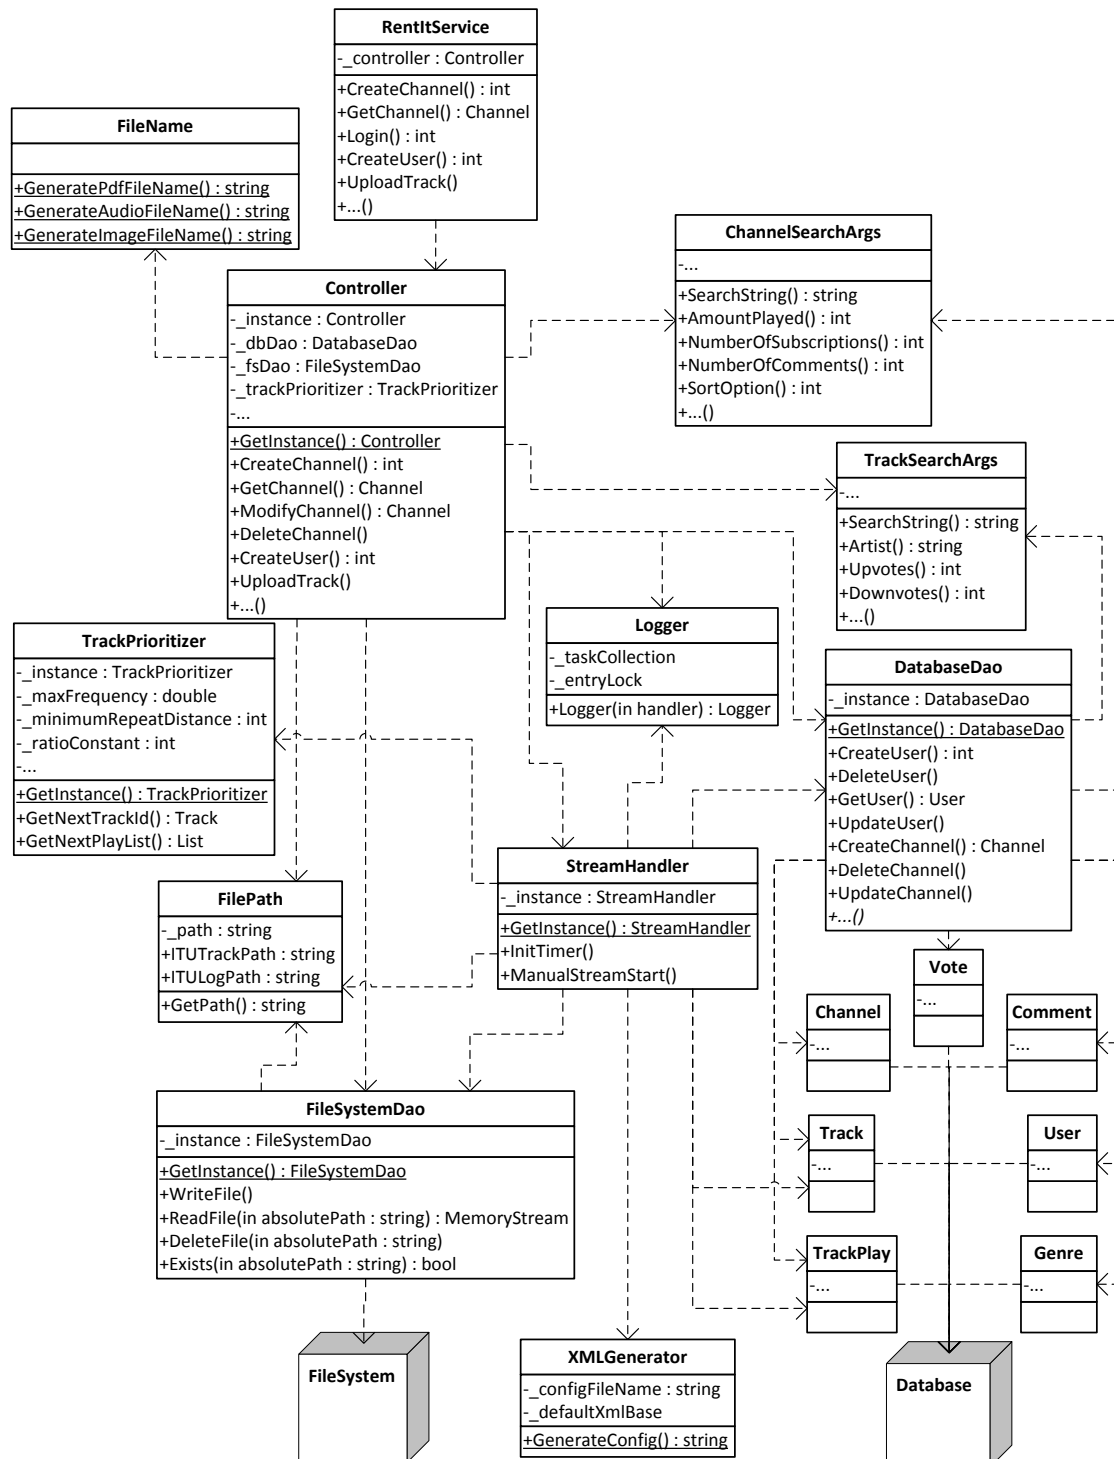 RentItService
-_controller : Controller
+CreateChannel() : int
+GetChannel() : Channel
+Login() : int
+CreateUser() : int
+UploadTrack()
+...()
FileName
+GeneratePdfFileName() : string
+GenerateAudioFileName() : string
+GenerateImageFileName() : string
ChannelSearchArgs
-...
+SearchString() : string
+AmountPlayed() : int
+NumberOfSubscriptions() : int
+NumberOfComments() : int
+SortOption() : int
+...()
Controller
-_instance : Controller
-_dbDao : DatabaseDao
-_fsDao : FileSystemDao
-_trackPrioritizer : TrackPrioritizer
-...
+GetInstance() : Controller
+CreateChannel() : int
+GetChannel() : Channel
+ModifyChannel() : Channel
+DeleteChannel()
+CreateUser() : int
+UploadTrack()
+...()
TrackSearchArgs
-...
+SearchString() : string
+Artist() : string
+Upvotes() : int
+Downvotes() : int
+...()
TrackPrioritizer
-_instance : TrackPrioritizer
-_maxFrequency : double
-_minimumRepeatDistance : int
-_ratioConstant : int
-...
+GetInstance() : TrackPrioritizer
+GetNextTrackId() : Track
+GetNextPlayList() : List
Logger
-_taskCollection
-_entryLock
+Logger(in handler) : Logger
DatabaseDao
-_instance : DatabaseDao
+GetInstance() : DatabaseDao
+CreateUser() : int
+DeleteUser()
+GetUser() : User
+UpdateUser()
+CreateChannel() : Channel
+DeleteChannel()
+UpdateChannel()
+...()
StreamHandler
-_instance : StreamHandler
+GetInstance() : StreamHandler
+InitTimer()
+ManualStreamStart()
FilePath
-_path : string
+ITUTrackPath : string
+ITULogPath : string
+GetPath() : string
Vote
-...
Channel
-...
Comment
-...
FileSystemDao
-_instance : FileSystemDao
+GetInstance() : FileSystemDao
+WriteFile()
+ReadFile(in absolutePath : string) : MemoryStream
+DeleteFile(in absolutePath : string)
+Exists(in absolutePath : string) : bool
Track
-...
User
-...
TrackPlay
-...
Genre
-...
FileSystem
XMLGenerator
-_configFileName : string
-_defaultXmlBase
+GenerateConfig() : string
Database